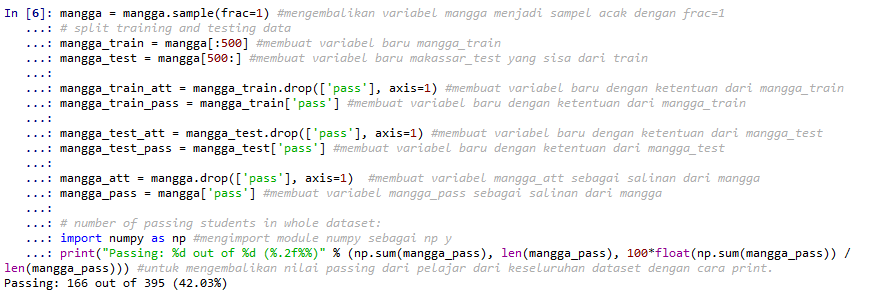 In [6]: mangga = mangga.sample(frac=1) #mengembalikan variabel mangga menjadi sampel acak dengan frac=1
...: # split training and testing data
...: mangga_train = mangga[:500] #membuat variabel baru mangga_train
...: mangga_test = mangga[500:] #membuat variabel baru makassar_test yang sisa dari train
...:
...: mangga_train_att = mangga_train.drop(['pass'], axis=1) #membuat variabel baru dengan ketentuan dari mangga_train
...: mangga_train_pass = mangga_train['pass'] #membuat variabel baru dengan ketentuan dari mangga_train
...:
...: mangga_test_att = mangga_test.drop(['pass'], axis=1) #membuat variabel baru dengan ketentuan dari mangga_test
...: mangga_test_pass = mangga_test['pass'] #membuat variabel baru dengan ketentuan dari mangga_test
...:
...: mangga_att = mangga.drop(['pass'], axis=1)  #membuat variabel mangga_att sebagai salinan dari mangga
...: mangga_pass = mangga['pass'] #membuat variabel mangga_pass sebagai salinan dari mangga
...:
...: # number of passing students in whole dataset:
...: import numpy as np #mengimport module numpy sebagai np y
...: print("Passing: %d out of %d (%.2f%%)" % (np.sum(mangga_pass), len(mangga_pass), 100*float(np.sum(mangga_pass)) /
len(mangga_pass))) #untuk mengembalikan nilai passing dari pelajar dari keseluruhan dataset dengan cara print.
Passing: 166 out of 395 (42.03%)